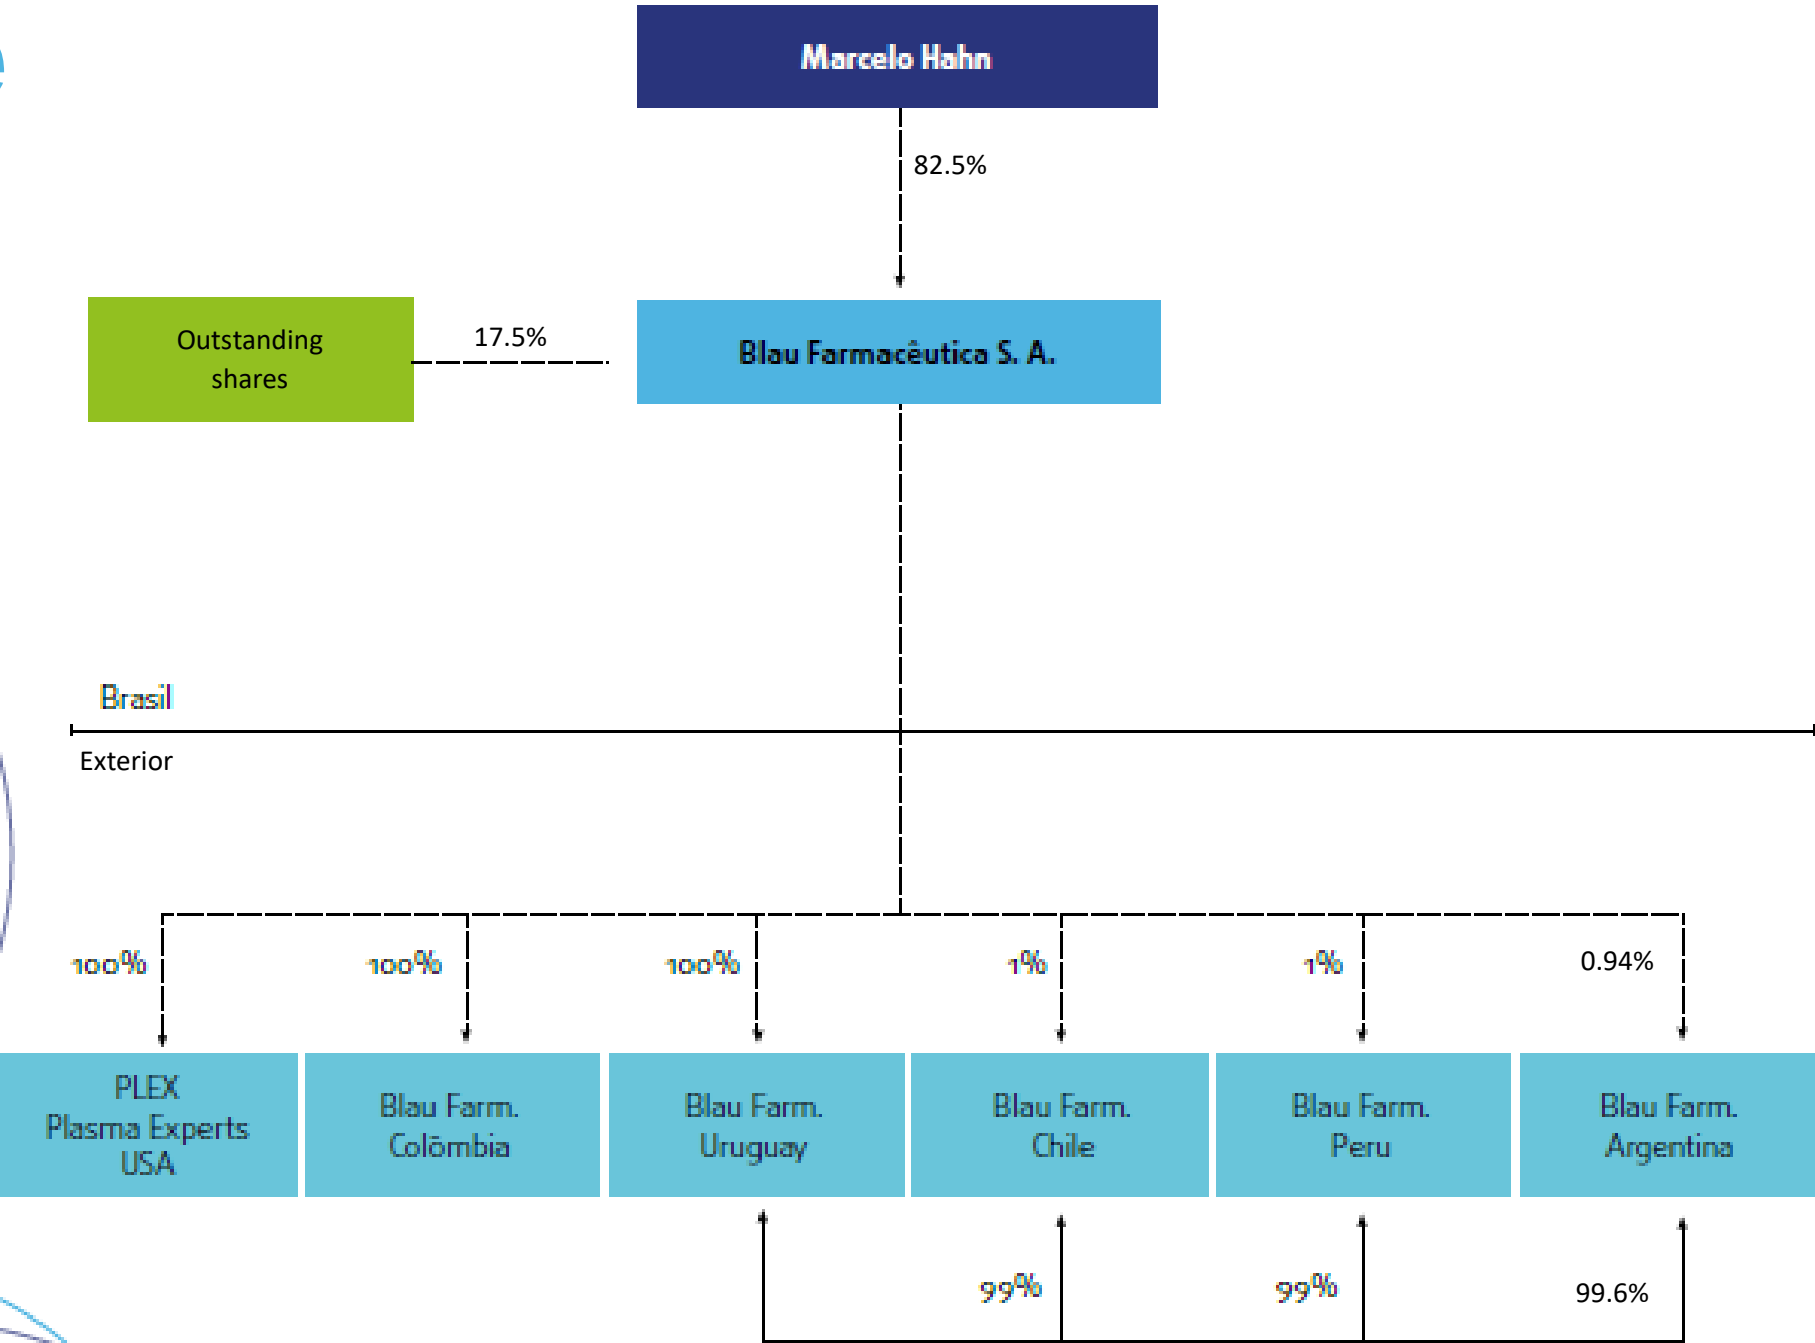 Marcelo Hahn
82.5%
Outstanding
shares
17.5%
Blau Farmacêutica S. A.
Brasil
Exterior
100%
100%
100%
1%
1%
0.94%
PLEX
Plasma Experts
USA
Blau Farm.
Colômbia
Blau Farm.
Uruguay
Blau Farm.
Chile
Blau Farm.
Peru
Blau Farm.
Argentina
99%
99%
99.6%